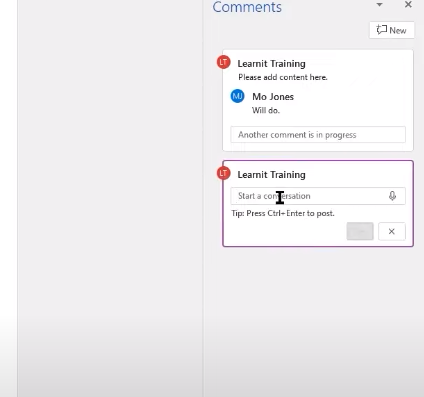 Comments
New
LT
Learnit Training
Please add content here.
MJ
Mo Jones
Will do.
Another comment is in progress
LT
Learnit Training
Start a conversation
Tip: Press Ctrl+Enter to post.